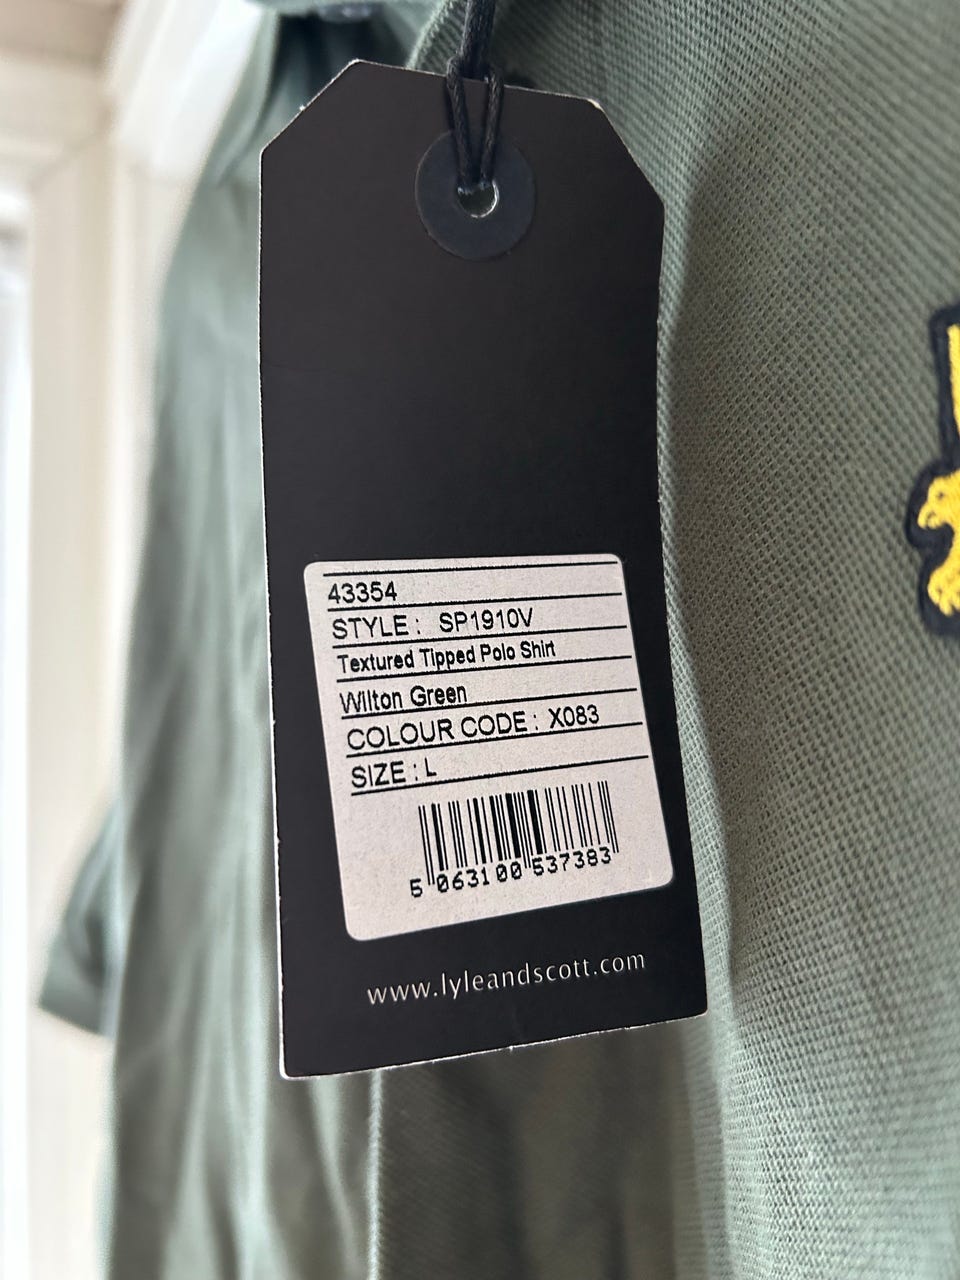 43354
STYLE : SP1910V
Textured Tipped Polo Shirt
Wilton Green
COLOUR CODE : X083
SIZE : L
5 063100 537383
www.lyleandscott.com